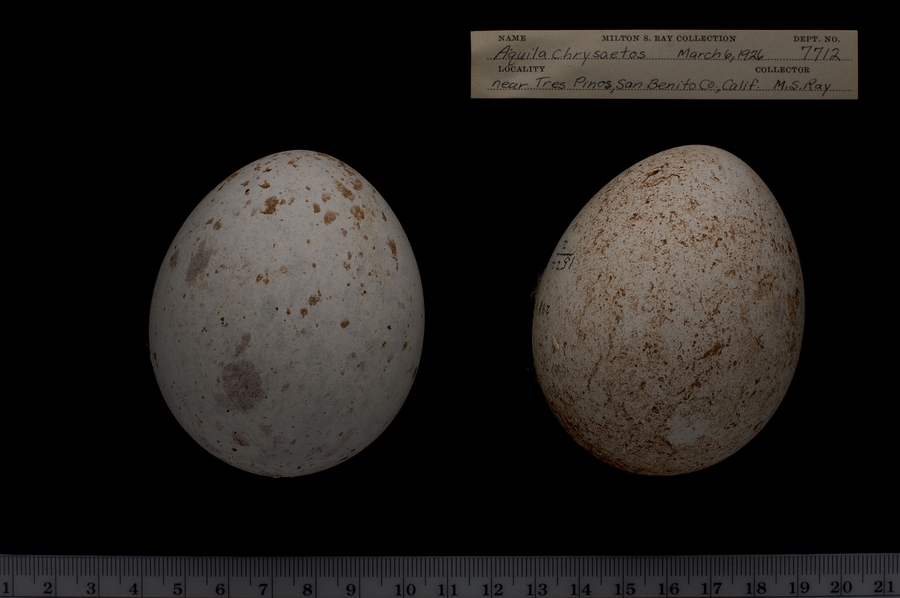 NAME MILTON S. RAY COLLECTION DEPT. NO.
Aquila Chrysaetos March 6, 1926 7712
LOCALITY COLLECTOR
near Tres Pinos, San Benito Co., Calif. M.S. Ray
1 2 3 4 5 6 7 8 9 10 11 12 13 14 15 16 17 18 19 20 21